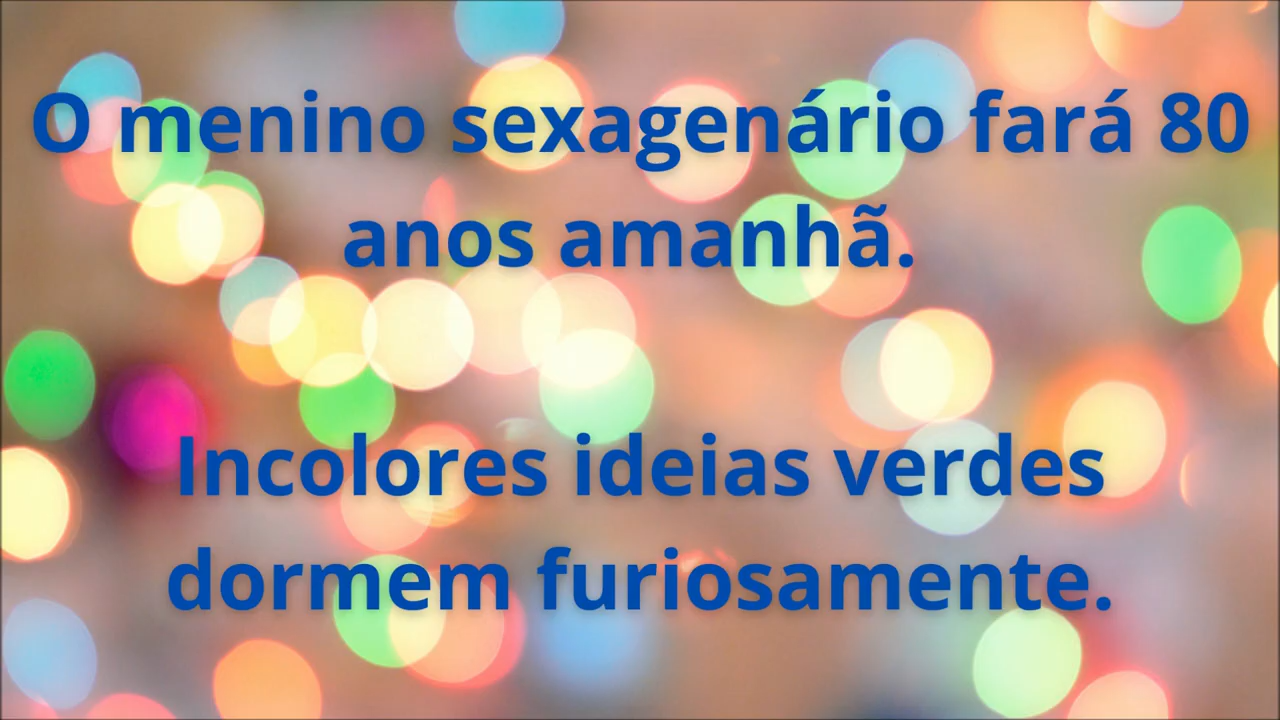 O menino sexagenário fará 80
anos amanhã.
Incolores ideias verdes
dormem furiosamente.